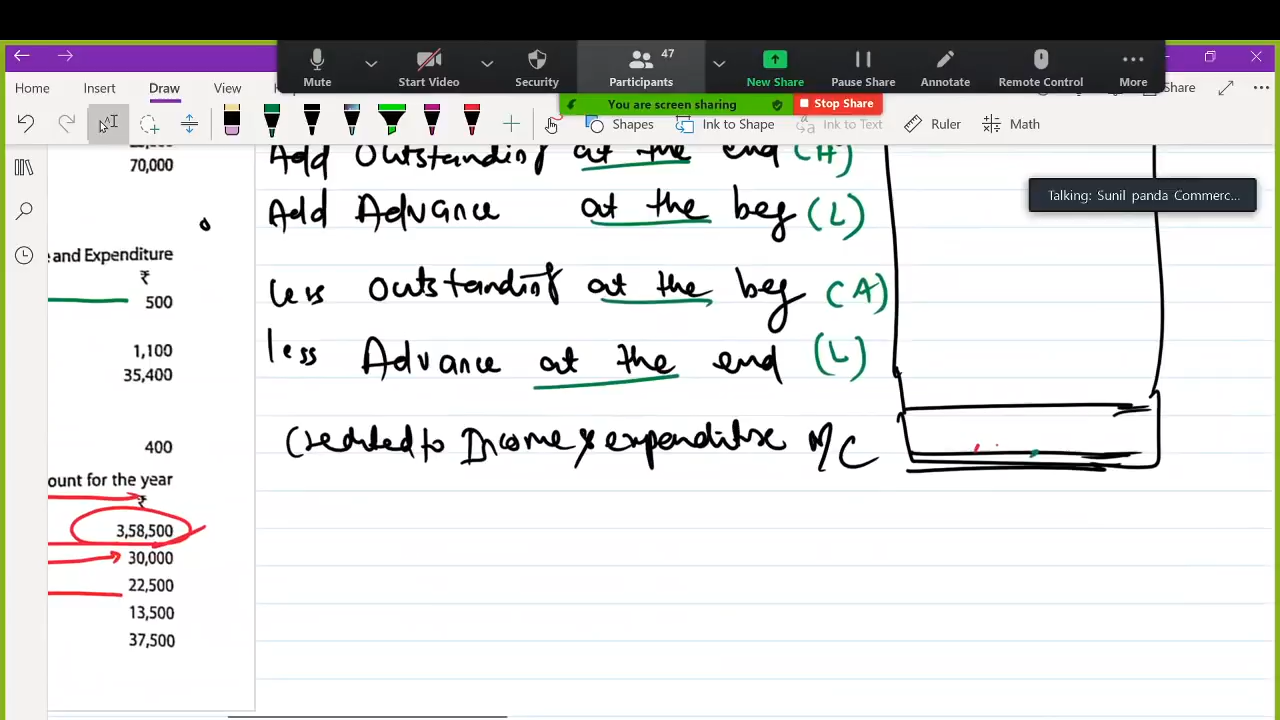 Mute
Start Video
Security
47
Participants
New Share
Pause Share
Annotate
Remote Control
More
You are screen sharing
Stop Share
Home
Insert
Draw
View
Share
Shapes
Ink to Shape
Ink to Text
Ruler
Math
Talking: Sunil panda Commerc...
70,000
e and Expenditure
₹
500
1,100
35,400
400
ount for the year
₹
3,58,500
30,000
22,500
13,500
37,500
Add Outstanding at the end (A)
Add Advance at the beg (L)
less Outstanding at the beg (A)
less Advance at the end (L)
Credited to Income & expenditure A/C